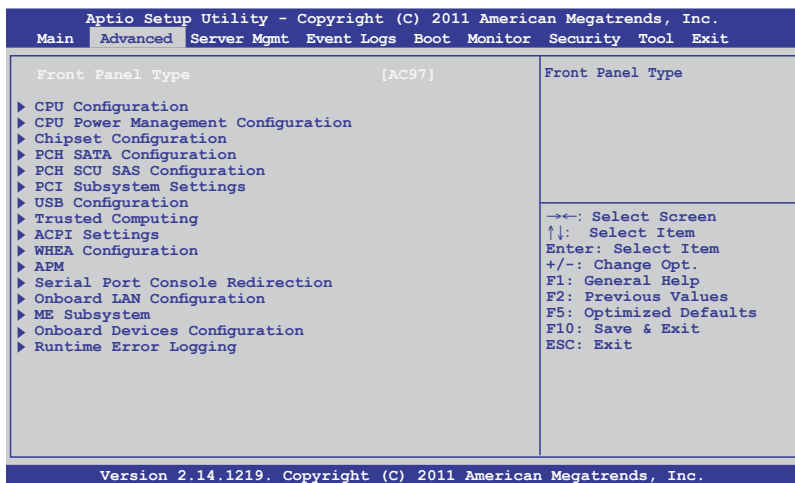 Aptio Setup Utility - Copyright (C) 2011 American Megatrends, Inc.
Main Advanced Server Mgmt Event Logs Boot Monitor Security Tool Exit
Front Panel Type [AC97]
▶ CPU Configuration
▶ CPU Power Management Configuration
▶ Chipset Configuration
▶ PCH SATA Configuration
▶ PCH SCU SAS Configuration
▶ PCI Subsystem Settings
▶ USB Configuration
▶ Trusted Computing
▶ ACPI Settings
▶ WHEA Configuration
▶ APM
▶ Serial Port Console Redirection
▶ Onboard LAN Configuration
▶ ME Subsystem
▶ Onboard Devices Configuration
▶ Runtime Error Logging
Front Panel Type
→←: Select Screen
↑↓: Select Item
Enter: Select Item
+/-: Change Opt.
F1: General Help
F2: Previous Values
F5: Optimized Defaults
F10: Save & Exit
ESC: Exit
Version 2.14.1219. Copyright (C) 2011 American Megatrends, Inc.